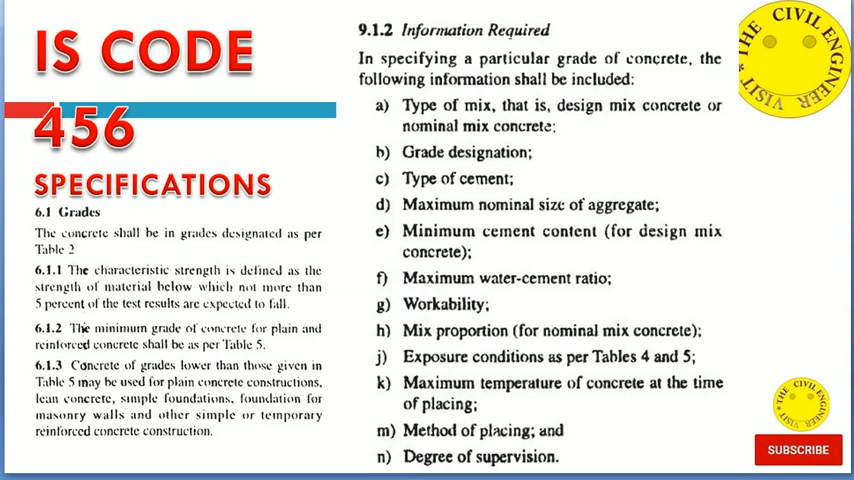 IS CODE
456
SPECIFICATIONS
6.1 Grades
The concrete shall be in grades designated as per
Table 2
6.1.1 The characteristic strength is defined as the
strength of material below which not more than
5 percent of the test results are expected to fall.
6.1.2 The minimum grade of concrete for plain and
reinforced concrete shall be as per Table 5.
6.1.3 Concrete of grades lower than those given in
Table 5 may be used for plain concrete constructions,
lean concrete, simple foundations, foundation for
masonry walls and other simple or temporary
reinforced concrete construction.
9.1.2 Information Required
In specifying a particular grade of concrete, the
following information shall be included:
a) Type of mix, that is, design mix concrete or
nominal mix concrete;
b) Grade designation;
c) Type of cement;
d) Maximum nominal size of aggregate;
e) Minimum cement content (for design mix
concrete);
f) Maximum water-cement ratio;
g) Workability;
h) Mix proportion (for nominal mix concrete);
j) Exposure conditions as per Tables 4 and 5;
k) Maximum temperature of concrete at the time
of placing;
m) Method of placing; and
n) Degree of supervision.
VISIT * THE CIVIL ENGINEER
VISIT * THE CIVIL ENGINEER
SUBSCRIBE